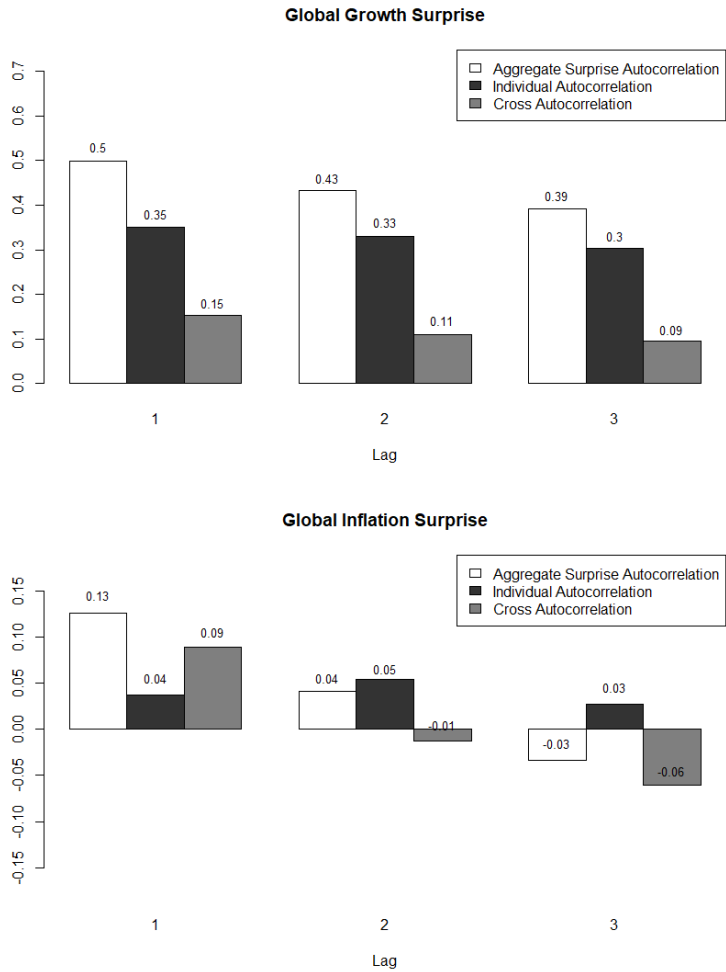 Global Growth Surprise
Aggregate Surprise Autocorrelation
Individual Autocorrelation
Cross Autocorrelation
0.7
0.6
0.5
0.4
0.3
0.2
0.1
0.0
0.5
0.35
0.15
0.43
0.33
0.11
0.39
0.3
0.09
1 2 3
Lag
Global Inflation Surprise
Aggregate Surprise Autocorrelation
Individual Autocorrelation
Cross Autocorrelation
0.15
0.10
0.05
0.00
-0.05
-0.10
-0.15
0.13
0.04
0.09
0.04
0.05
-0.01
-0.03
0.03
-0.06
1 2 3
Lag